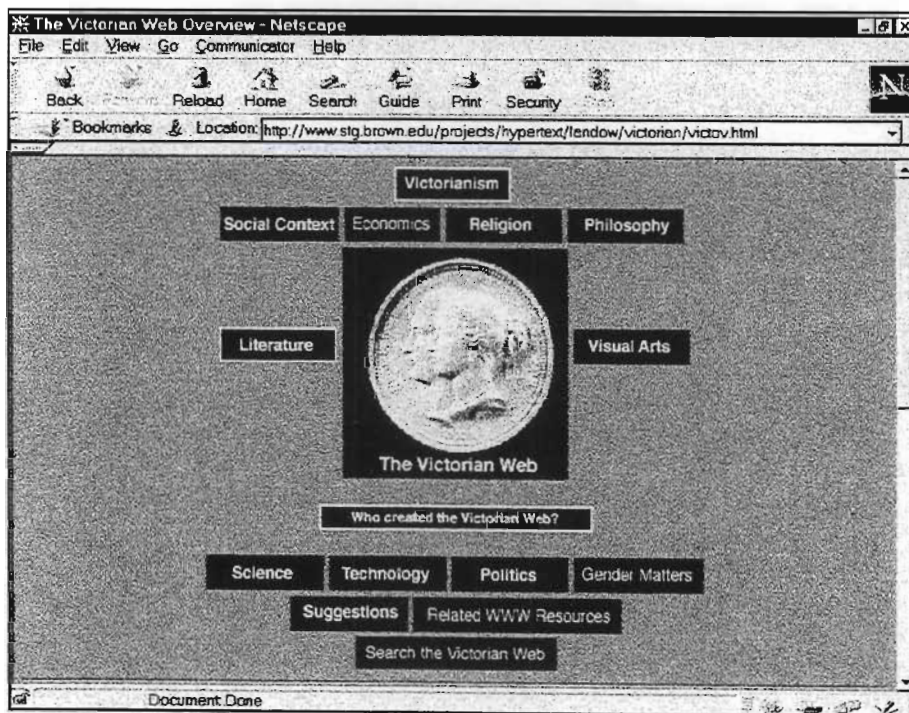 The Victorian Web Overview - Netscape
File Edit View Go Communicator Help
Back Reload Home Search Guide Print Security
Bookmarks Location: http://www.stg.brown.edu/projects/hypertext/landow/victorian/victov.html
Victorianism
Social Context Economics Religion Philosophy
Literature Visual Arts
The Victorian Web
Who created the Victorian Web?
Science Technology Politics Gender Matters
Suggestions Related WWW Resources
Search the Victorian Web
Document: Done